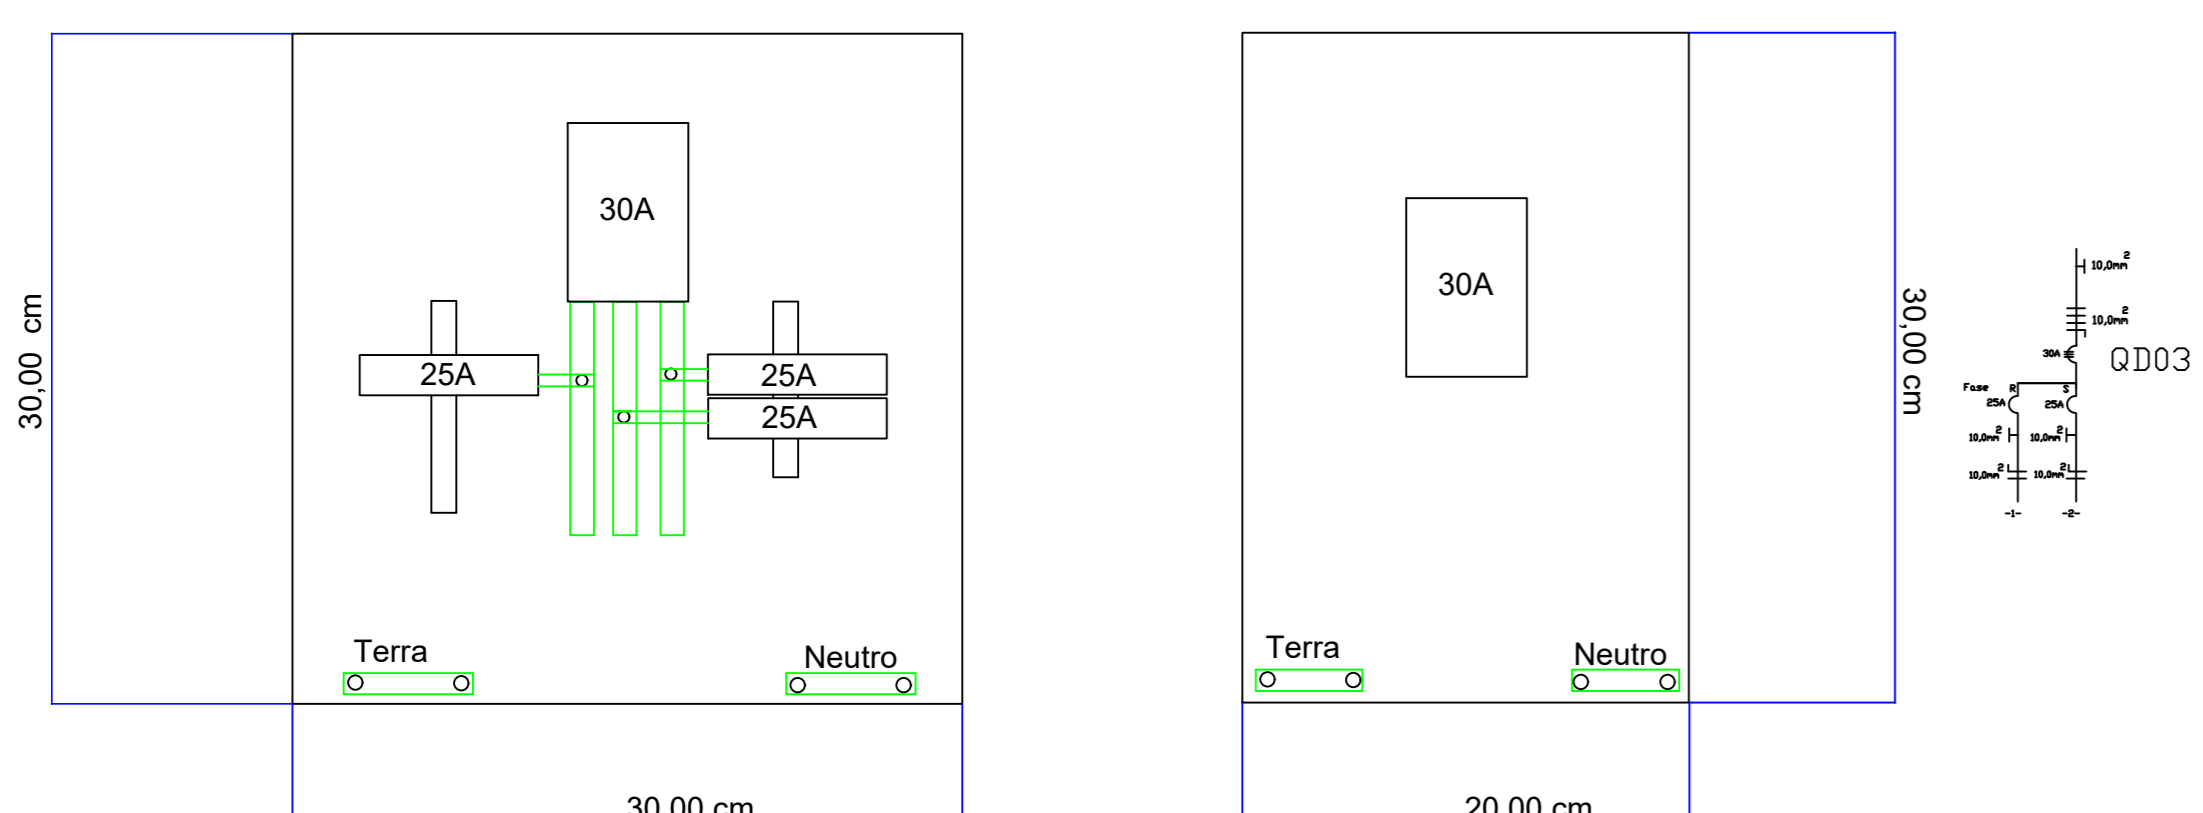 30,00 cm
30A
25A
25A
25A
Terra
Neutro
30,00 cm
30A
Terra
Neutro
20,00 cm
30,00 cm
10,0mm²
10,0mm²
30A
QD03
Fase R S
25A 25A
10,0mm² 10,0mm²
10,0mm² 10,0mm²
-1- -2-